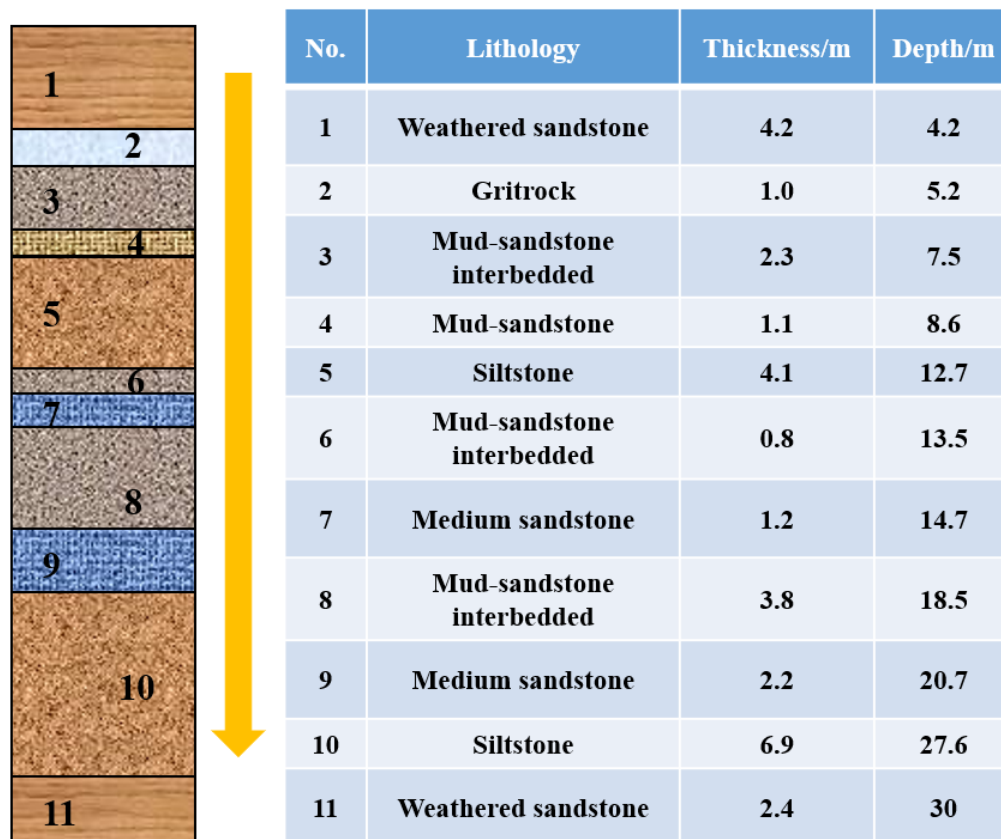 1
2
3
4
5
6
7
8
9
10
11
No. Lithology Thickness/m Depth/m
1 Weathered sandstone 4.2 4.2
2 Gritrock 1.0 5.2
3 Mud-sandstone
interbedded 2.3 7.5
4 Mud-sandstone 1.1 8.6
5 Siltstone 4.1 12.7
6 Mud-sandstone
interbedded 0.8 13.5
7 Medium sandstone 1.2 14.7
8 Mud-sandstone
interbedded 3.8 18.5
9 Medium sandstone 2.2 20.7
10 Siltstone 6.9 27.6
11 Weathered sandstone 2.4 30